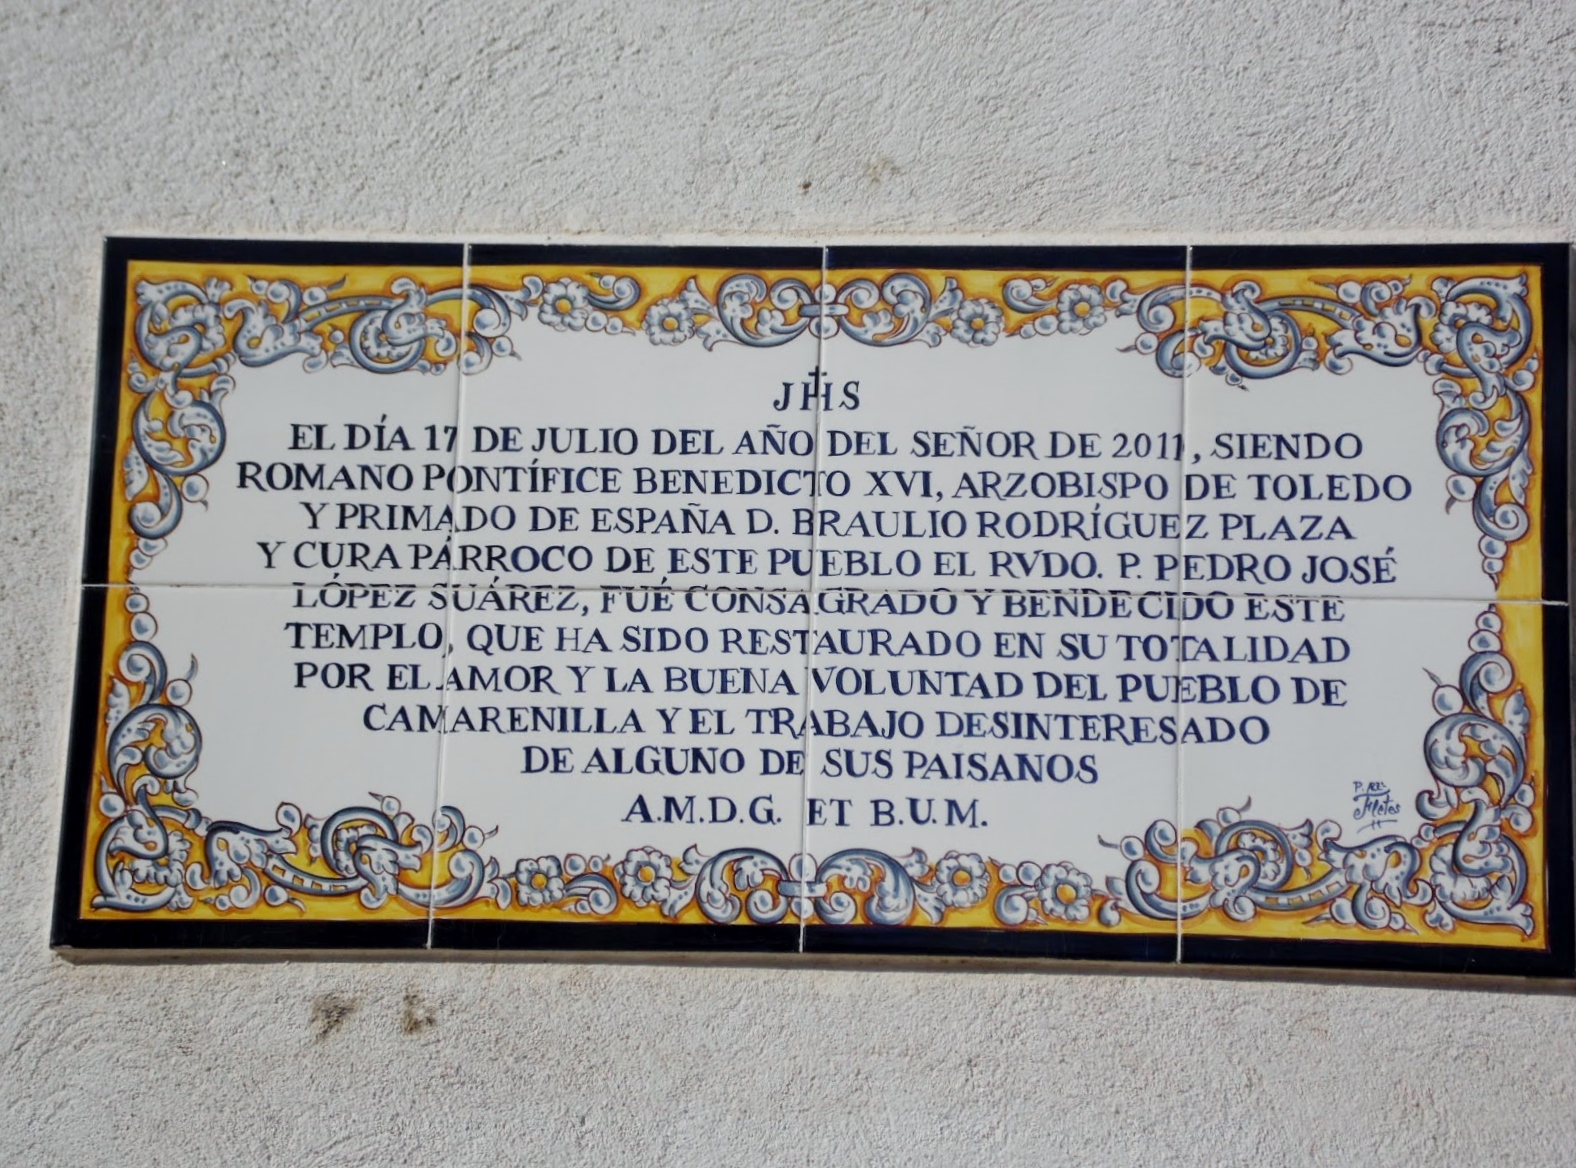 JHS
EL DÍA 17 DE JULIO DEL AÑO DEL SEÑOR DE 2011, SIENDO
ROMANO PONTÍFICE BENEDICTO XVI, ARZOBISPO DE TOLEDO
Y PRIMADO DE ESPAÑA D. BRAULIO RODRÍGUEZ PLAZA
Y CURA PÁRROCO DE ESTE PUEBLO EL RVDO. P. PEDRO JOSÉ
LÓPEZ SUÁREZ, FUÉ CONSAGRADO Y BENDECIDO ESTE
TEMPLO, QUE HA SIDO RESTAURADO EN SU TOTALIDAD
POR EL AMOR Y LA BUENA VOLUNTAD DEL PUEBLO DE
CAMARENILLA Y EL TRABAJO DESINTERESADO
DE ALGUNO DE SUS PAISANOS
A.M.D.G. ET B.U.M.